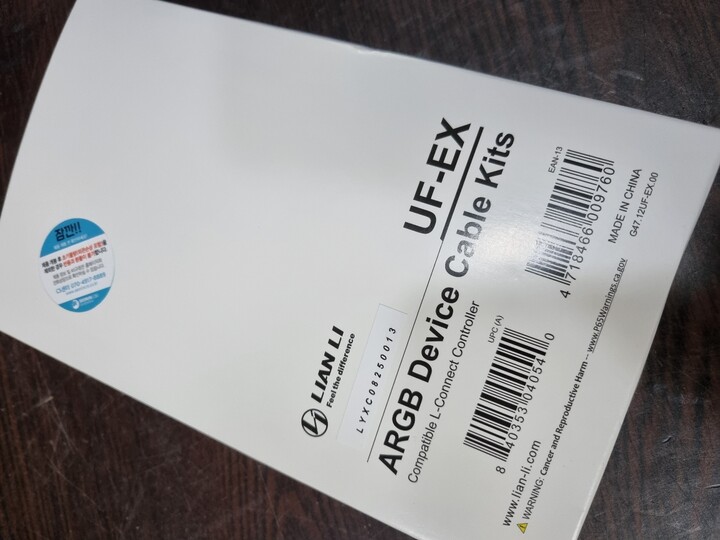 LIAN LI
Feel the difference
LYXC08250013
UF-EX
ARGB Device Cable Kits
Compatible L-Connect Controller
UPC (A)
8 40353 04054 0
EAN-13
4 718466 009760
MADE IN CHINA
G47.12UF-EX.00
www.lian-li.com
WARNING: Cancer and Reproductive Harm -- www.P65Warnings.ca.gov
잠깐!!